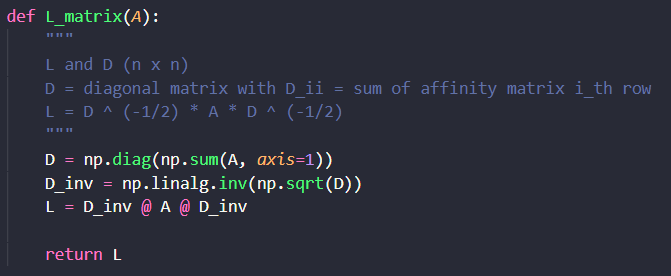 def L_matrix(A):
    """
    L and D (n x n)
    D = diagonal matrix with D_ii = sum of affinity matrix i_th row
    L = D ^ (-1/2) * A * D ^ (-1/2)
    """
    D = np.diag(np.sum(A, axis=1))
    D_inv = np.linalg.inv(np.sqrt(D))
    L = D_inv @ A @ D_inv
    return L